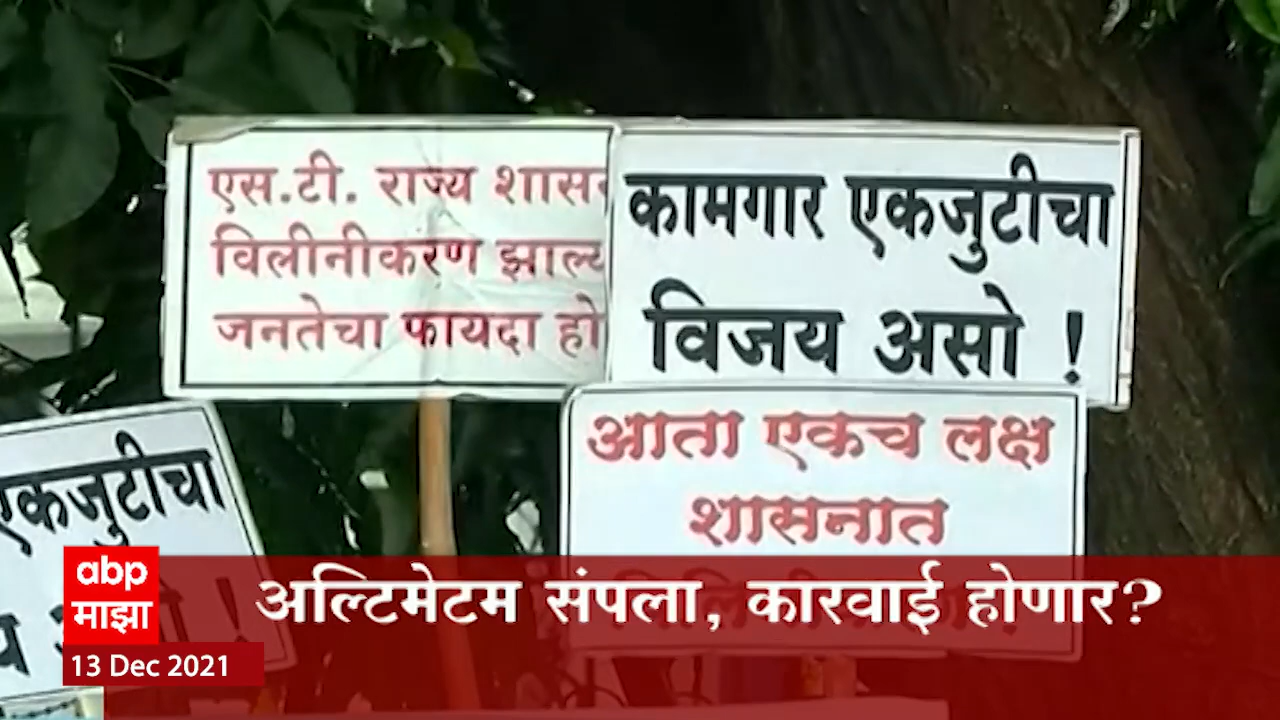 एस.टी. राज्य शासन
विलीनीकरण झाल्य
जनतेचा फायदा हो
कामगार एकजुटीचा
विजय असो !
आता एकच लक्ष
शासनात
एकजुटीचा
!
abp
माझा
अल्टिमेटम संपला, कारवाई होणार?
13 Dec 2021